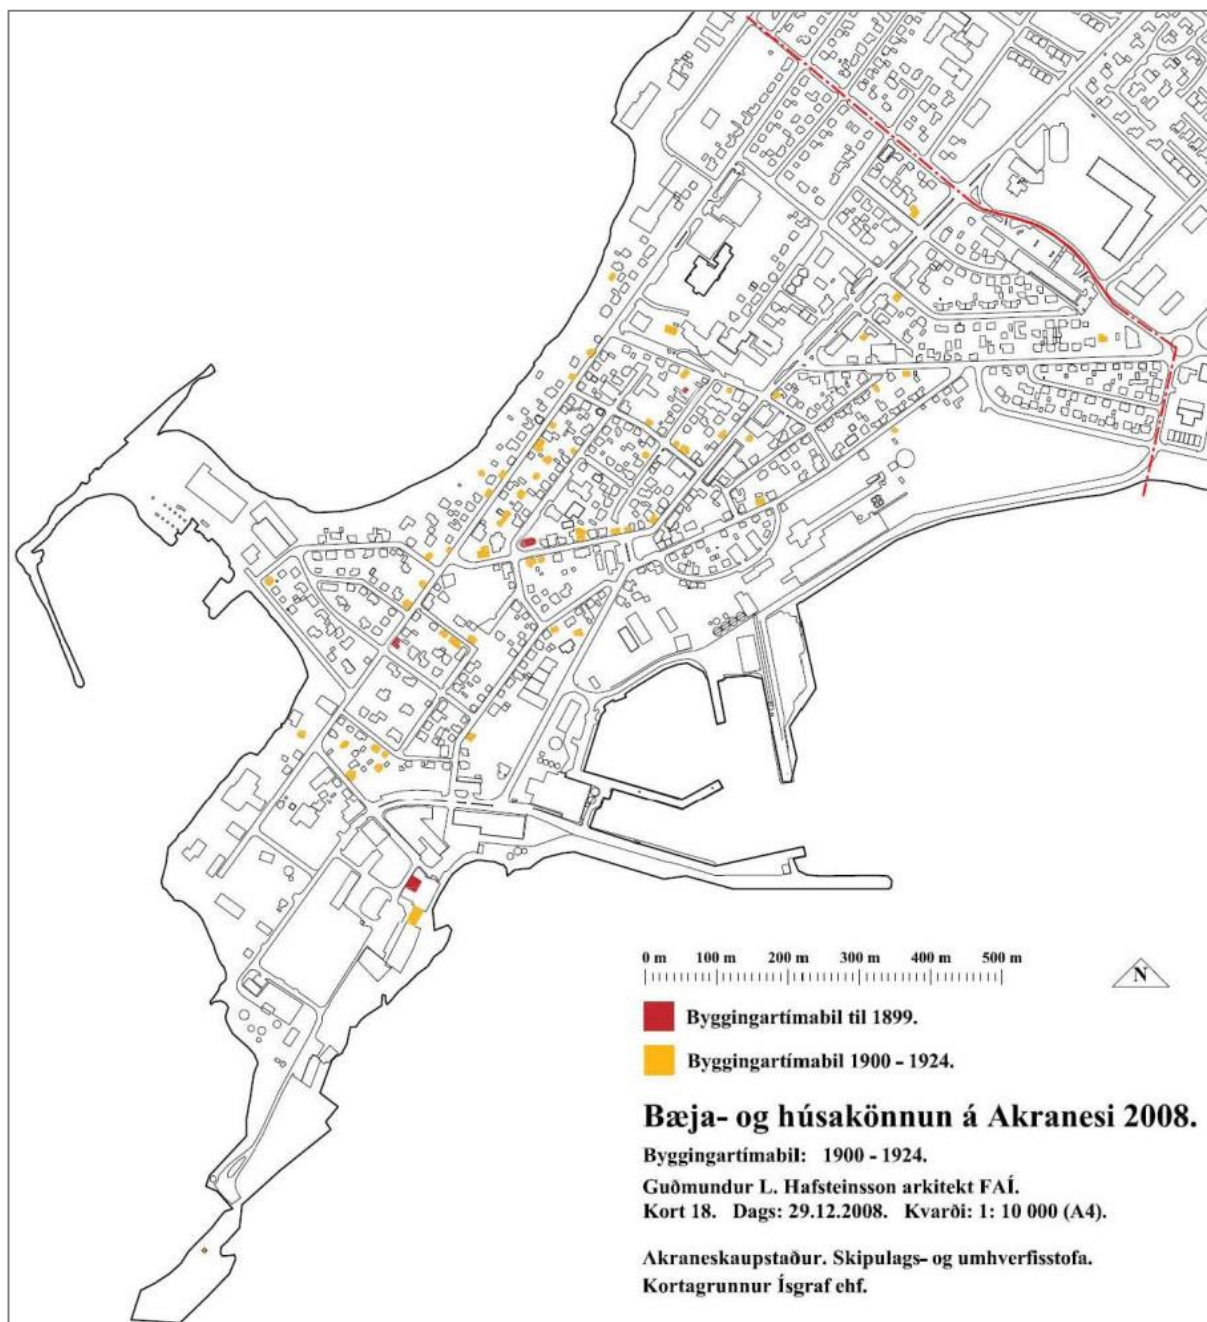 0 m 100 m 200 m 300 m 400 m 500 m
N
Byggingartímabil til 1899.
Byggingartímabil 1900 - 1924.
Bæja- og húsakönnun á Akranesi 2008.
Byggingartímabil: 1900 - 1924.
Guðmundur L. Hafsteinsson arkitekt FAÍ.
Kort 18. Dags: 29.12.2008. Kvarði: 1: 10 000 (A4).
Akraneskaupstaður. Skipulags- og umhverfisstofa.
Kortagrunnur Ísgraf ehf.